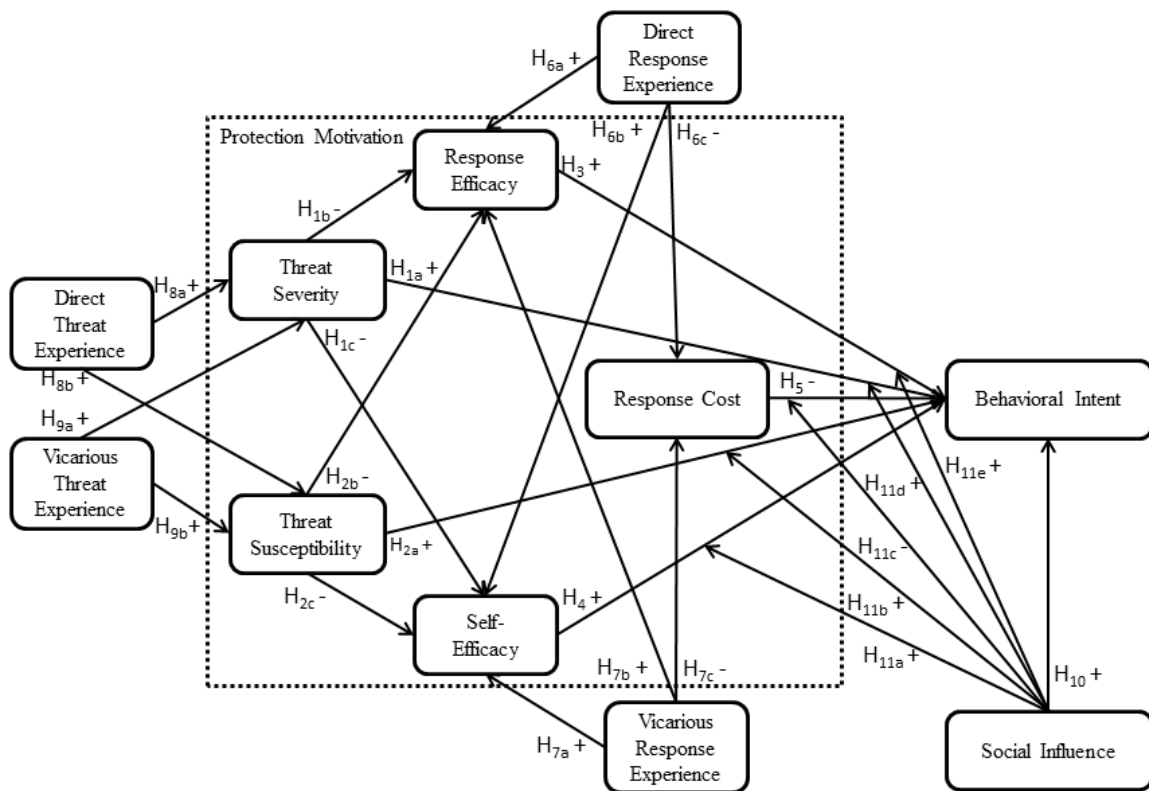 Direct
Response
Experience
H6a +
H6b +
H6c -
Protection Motivation
Response
Efficacy
H3 +
H1b -
Threat
Severity
H1a +
H8a+
Direct
Threat
Experience
H1c -
H8b+
H5 -
Response Cost
Behavioral Intent
H9a +
Vicarious
Threat
Experience
H2b -
H11e +
H11d +
H9b+
Threat
Susceptibility
H2a +
H11c -
H2c -
H4 +
H11b +
Self-
Efficacy
H11a +
H7b +
H7c -
H10 +
H7a +
Vicarious
Response
Experience
Social Influence